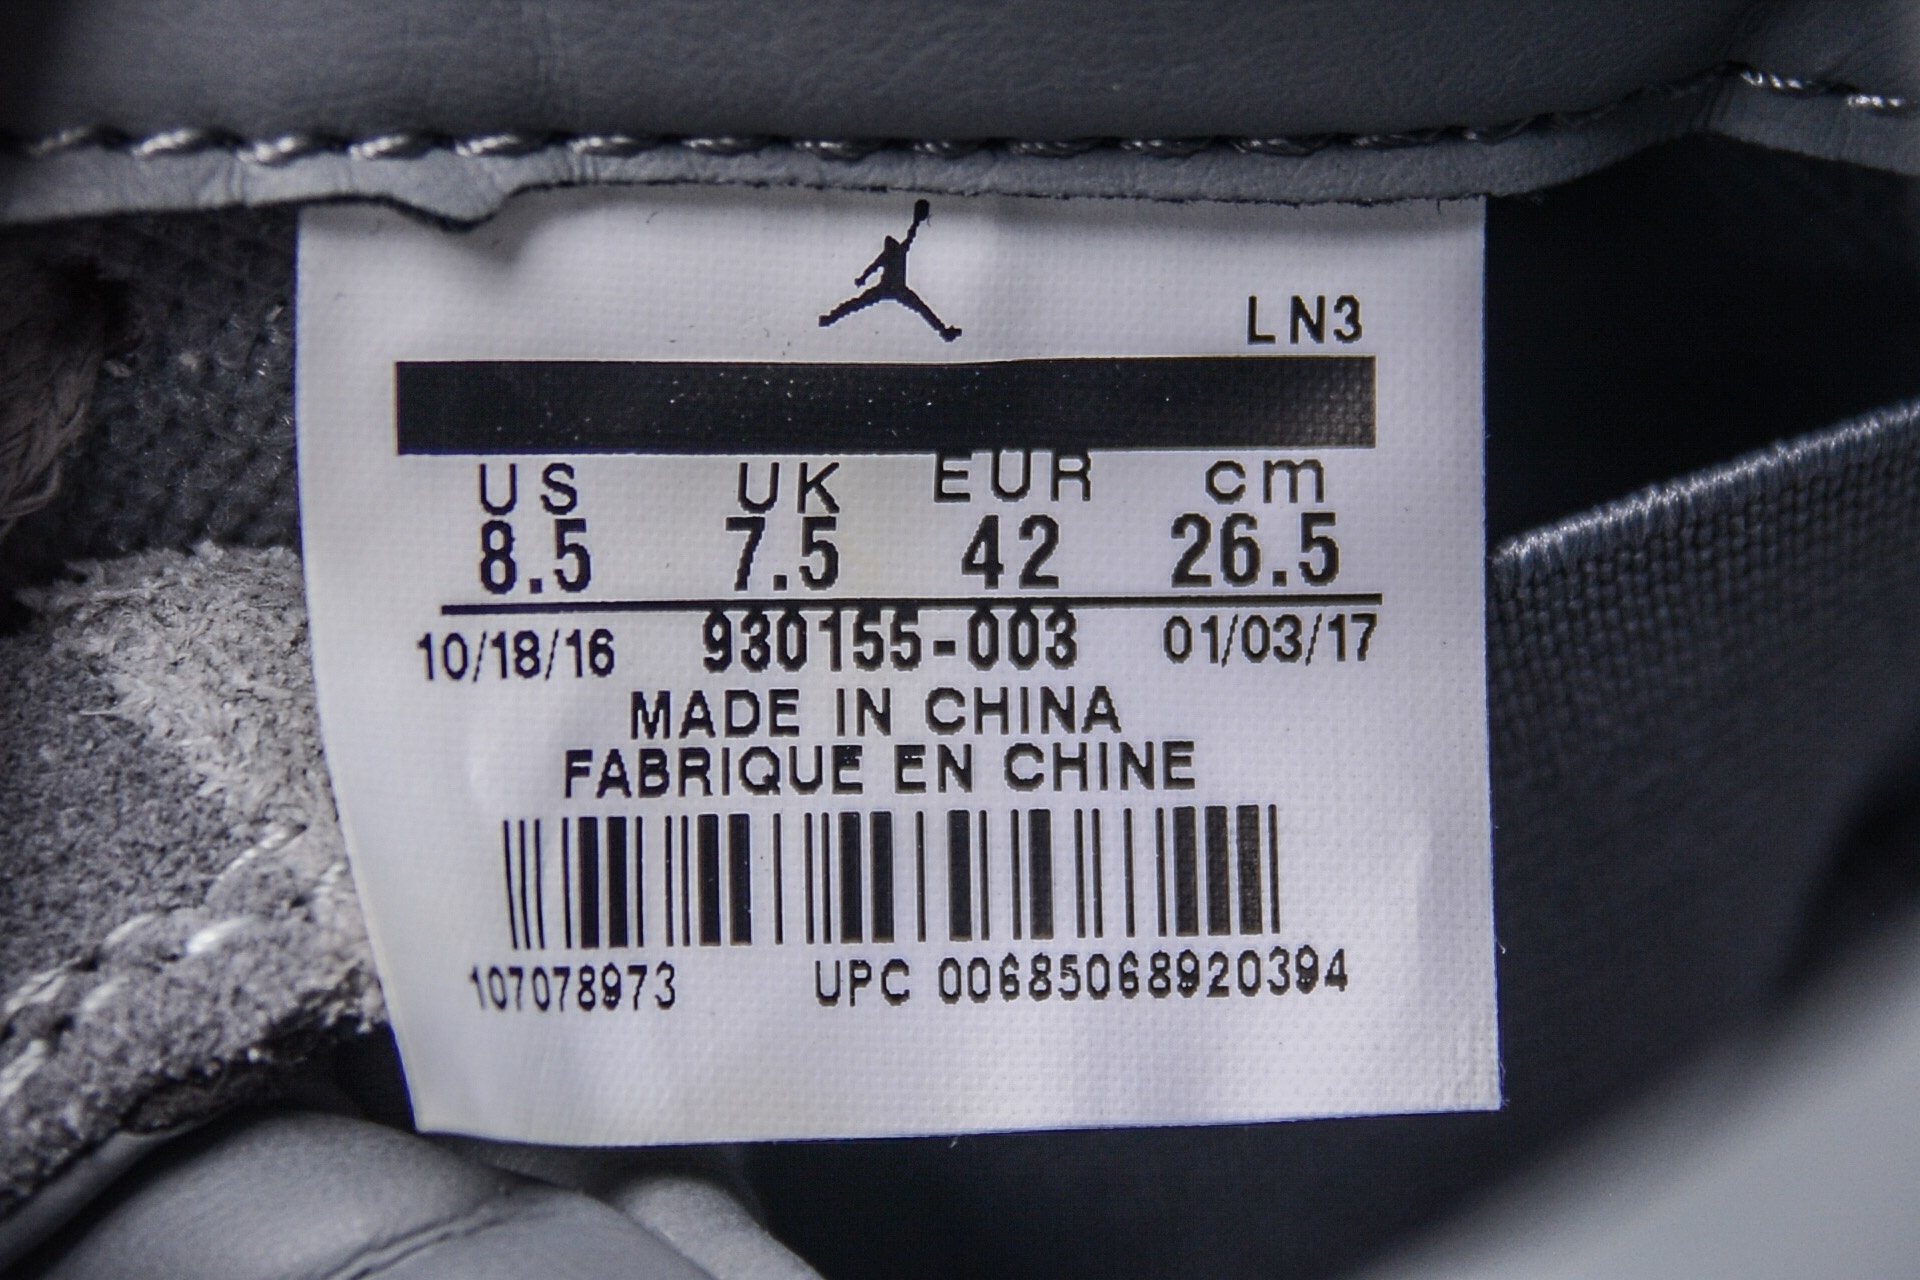 LN3
US UK EUR cm
8.5 7.5 42 26.5
10/18/16 930155-003 01/03/17
MADE IN CHINA
FABRIQUE EN CHINE
107078973 UPC 00685068920394